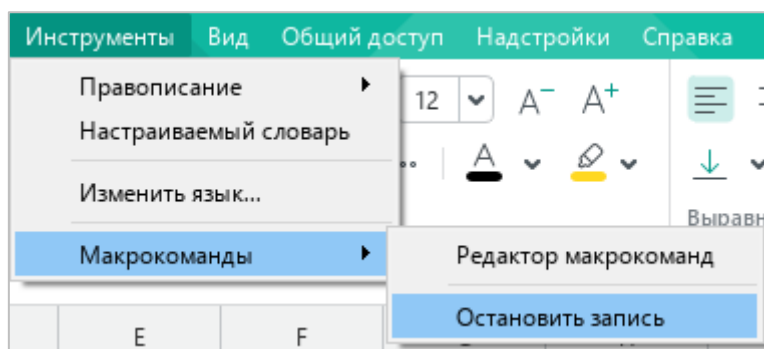 Инструменты Вид Общий доступ Надстройки Справка
Правописание 12 A− A+
Настраиваемый словарь
A
Изменить язык...
Макрокоманды Редактор макрокоманд
Остановить запись
E F